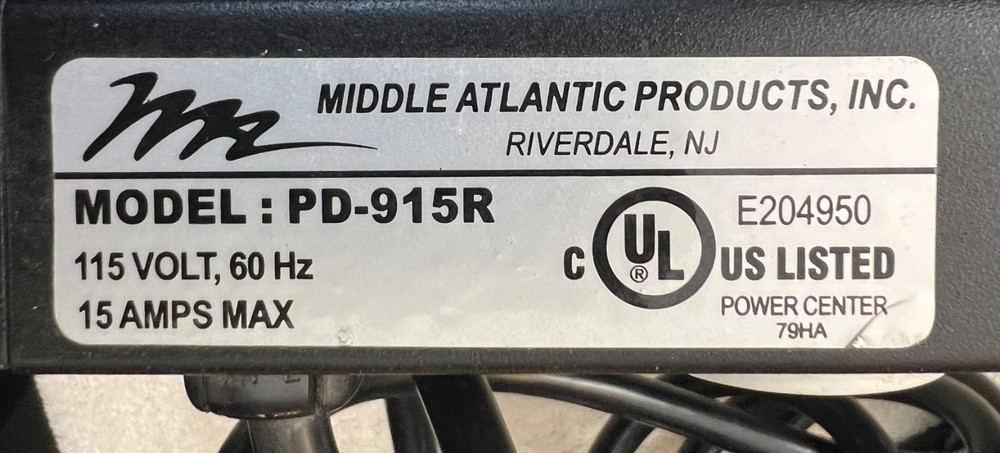 MIDDLE ATLANTIC PRODUCTS, INC.
RIVERDALE, NJ
MODEL : PD-915R
115 VOLT, 60 Hz
15 AMPS MAX
E204950
C UL ® US LISTED
POWER CENTER
79HA